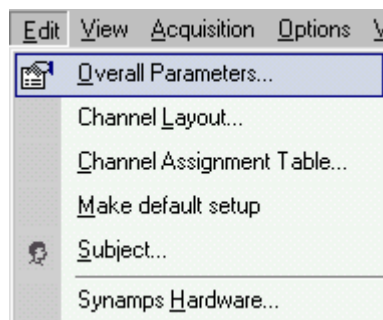 Edit View Acquisition Options
Overall Parameters...
Channel Layout...
Channel Assignment Table...
Make default setup
Subject...
Synamps Hardware...